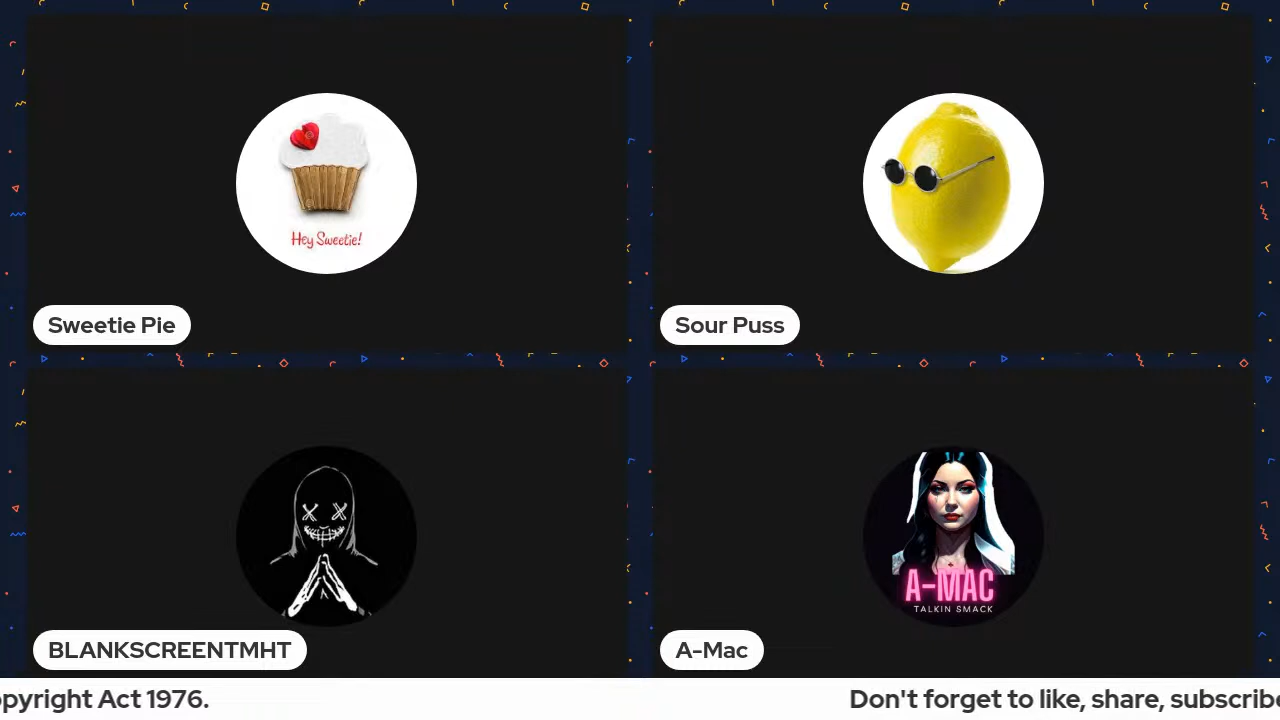 Hey Sweetie!
Sweetie Pie
Sour Puss
BLANKSCREENTMHT
A-MAC
TALKIN SMACK
A-Mac
opyright Act 1976.
Don't forget to like, share, subscribe